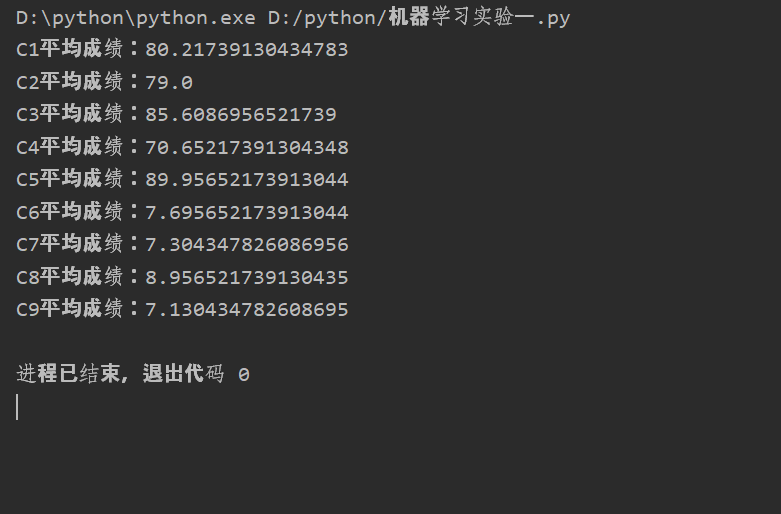 D:\python\python.exe D:/python/机器学习实验一.py
C1平均成绩：80.21739130434783
C2平均成绩：79.0
C3平均成绩：85.6086956521739
C4平均成绩：70.65217391304348
C5平均成绩：89.95652173913044
C6平均成绩：7.695652173913044
C7平均成绩：7.304347826086956
C8平均成绩：8.956521739130435
C9平均成绩：7.130434782608695
进程已结束，退出代码 0